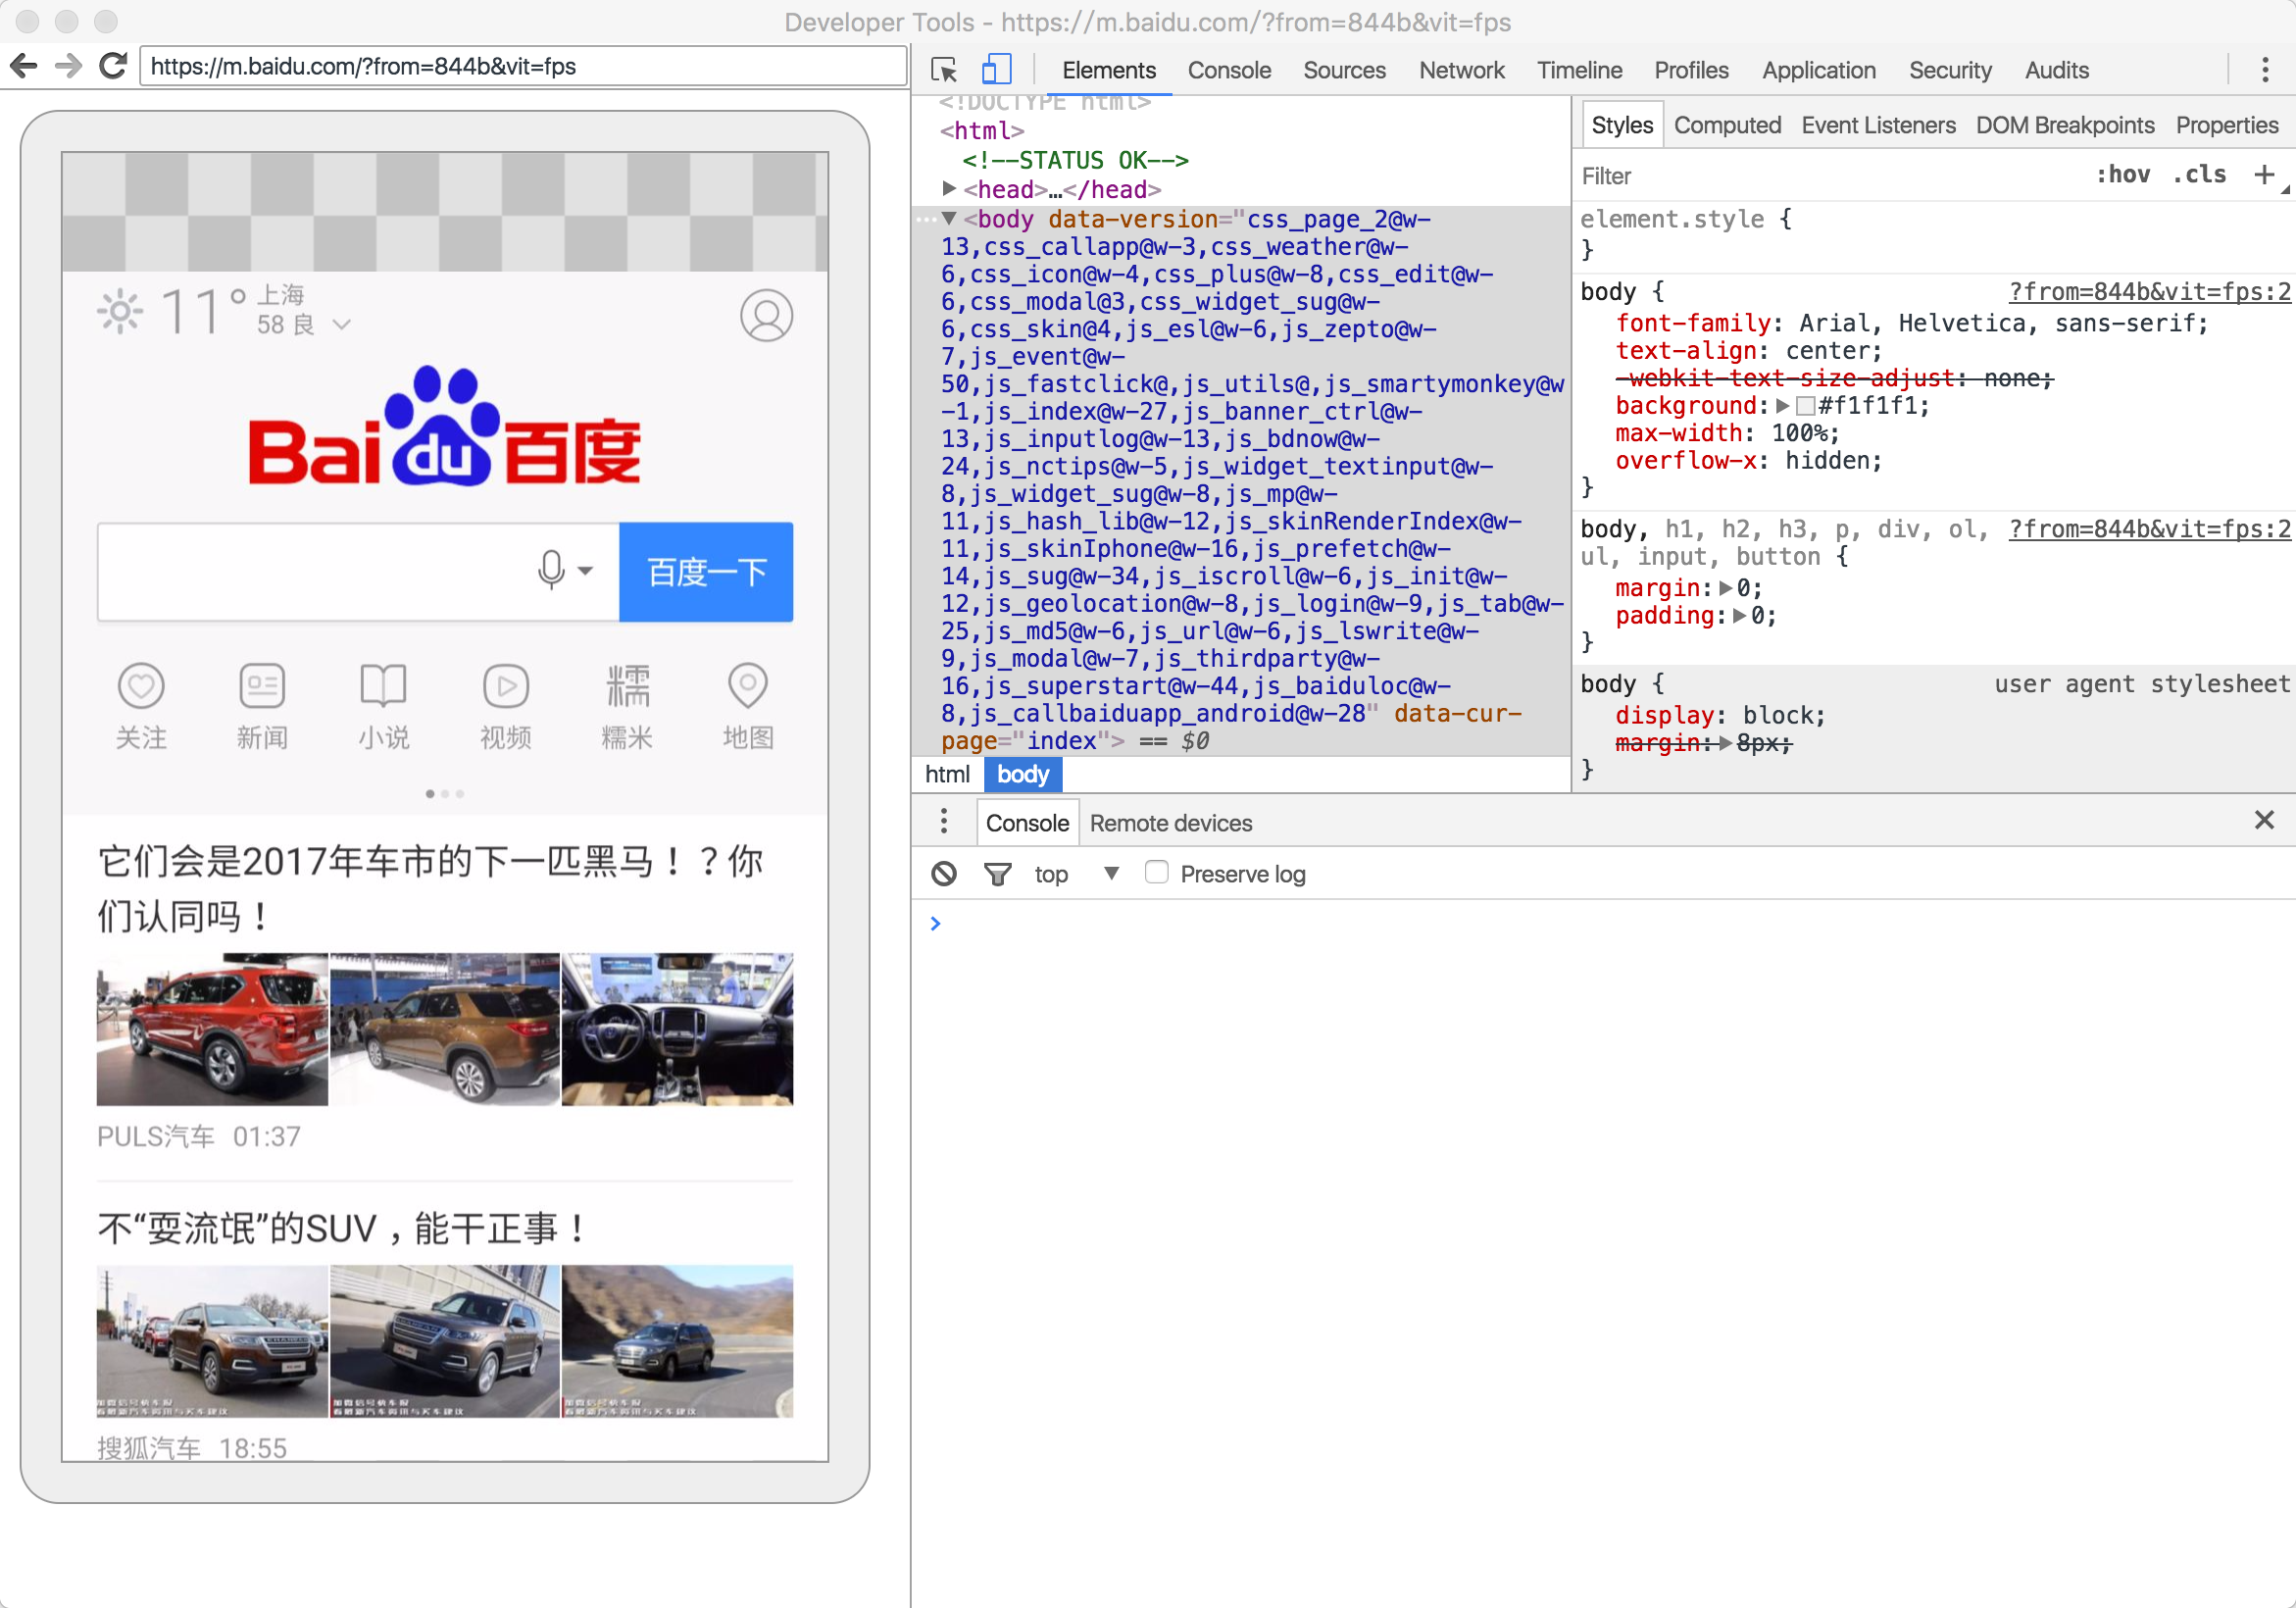 Developer Tools - https://m.baidu.com/?from=844b&vit=fps
https://m.baidu.com/?from=844b&vit=fps
11°
上海
58 良
Bai du 百度
百度一下
关注 新闻 小说 视频 糯 糯米 地图
它们会是2017年车市的下一匹黑马！？你
们认同吗！
PULS汽车 01:37
不“耍流氓”的SUV，能干正事！
搜狐汽车 18:55
Elements Console Sources Network Timeline Profiles Application Security Audits
<!DOCTYPE html>
<html>
<!--STATUS OK-->
<head>…</head>
<body data-version="css_page_2@w-
13,css_callapp@w-3,css_weather@w-
6,css_icon@w-4,css_plus@w-8,css_edit@w-
6,css_modal@3,css_widget_sug@w-
6,css_skin@4,js_esl@w-6,js_zepto@w-
7,js_event@w-
50,js_fastclick@,js_utils@,js_smartymonkey@w
-1,js_index@w-27,js_banner_ctrl@w-
13,js_inputlog@w-13,js_bdnow@w-
24,js_nctips@w-5,js_widget_textinput@w-
8,js_widget_sug@w-8,js_mp@w-
11,js_hash_lib@w-12,js_skinRenderIndex@w-
11,js_skinIphone@w-16,js_prefetch@w-
14,js_sug@w-34,js_iscroll@w-6,js_init@w-
12,js_geolocation@w-8,js_login@w-9,js_tab@w-
25,js_md5@w-6,js_url@w-6,js_lswrite@w-
9,js_modal@w-7,js_thirdparty@w-
16,js_superstart@w-44,js_baiduloc@w-
8,js_callbaiduapp_android@w-28" data-cur-
page="index"> == $0
html body
Styles Computed Event Listeners DOM Breakpoints Properties
Filter :hov .cls +
element.style {
}
body { ?from=844b&vit=fps:2
font-family: Arial, Helvetica, sans-serif;
text-align: center;
-webkit-text-size-adjust: none;
background: #f1f1f1;
max-width: 100%;
overflow-x: hidden;
}
body, h1, h2, h3, p, div, ol, ?from=844b&vit=fps:2
ul, input, button {
margin: 0;
padding: 0;
}
body { user agent stylesheet
display: block;
margin: 8px;
}
Console Remote devices
top Preserve log